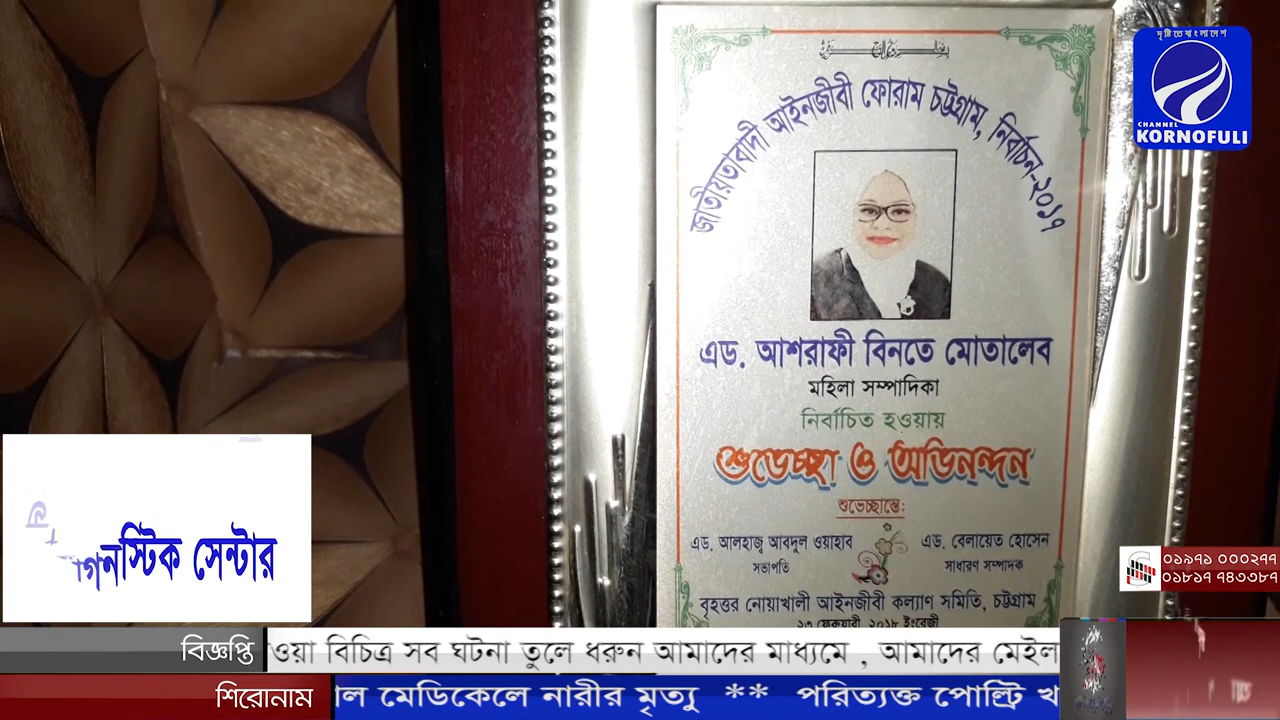 দৃষ্টিতে বাংলাদেশ
CHANNEL
KORNOFULI
জাতীয়তাবাদী আইনজীবী ফোরাম চট্টগ্রাম, নির্বাচন-২০১৭
এড. আশরাফী বিনতে মোতালেব
মহিলা সম্পাদিকা
নির্বাচিত হওয়ায়
শুভেচ্ছা ও অভিনন্দন
শুভেচ্ছান্তে:
এড. আলহাজ্ব আবদুল ওয়াহাব
সভাপতি
এড. বেলায়েত হোসেন
সাধারণ সম্পাদক
বৃহত্তর নোয়াখালী আইনজীবী কল্যাণ সমিতি, চট্টগ্রাম
২৩ ফেব্রুয়ারী, ২০১৮ ইংরেজী
গনস্টিক সেন্টার
০১৯৭১ ০০০২৭৭
০১৮১৭ ৭৪৩৩৮৭
বিজ্ঞপ্তি ওয়া বিচিত্র সব ঘটনা তুলে ধরুন আমাদের মাধ্যমে , আমাদের মেইল
শিরোনাম াল মেডিকেলে নারীর মৃত্যু ** পরিত্যক্ত পোল্ট্রি খ